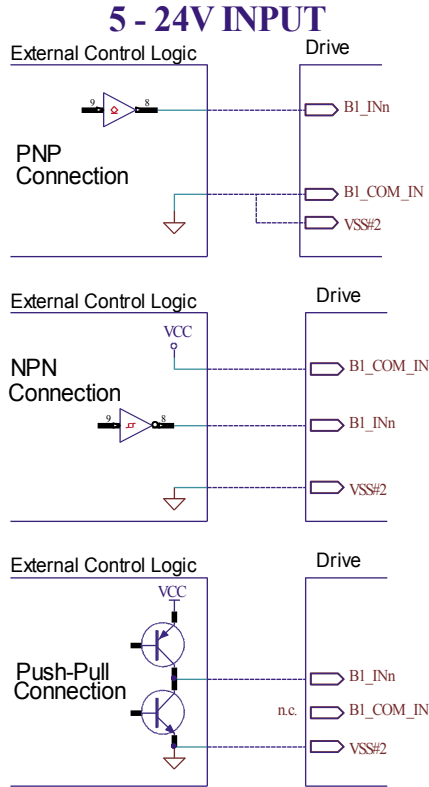 5 - 24V INPUT
External Control Logic
Drive
9
8
B1_INn
PNP
Connection
B1_COM_IN
VSS#2
External Control Logic
Drive
VCC
NPN
Connection
B1_COM_IN
9
8
B1_INn
VSS#2
External Control Logic
Drive
VCC
Push-Pull
Connection
B1_INn
n.c.
B1_COM_IN
VSS#2